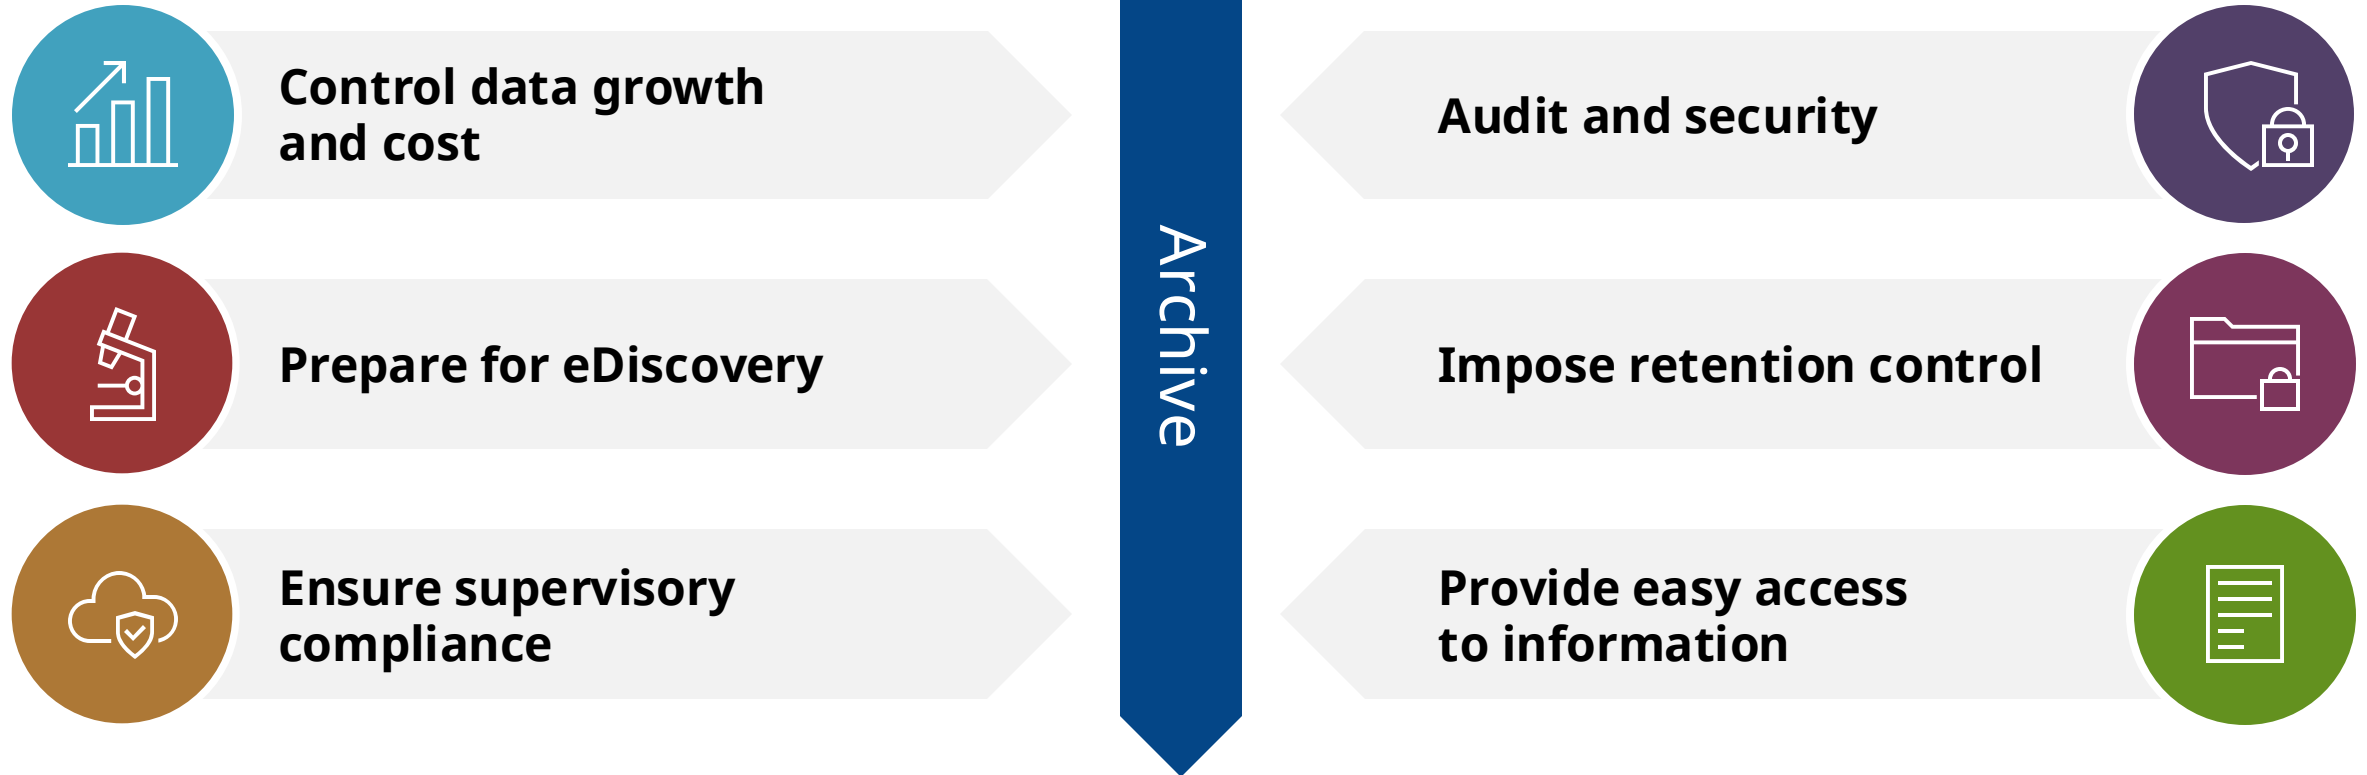 Control data growth
and cost
Prepare for eDiscovery
Ensure supervisory
compliance
Archive
Audit and security
Impose retention control
Provide easy access
to information